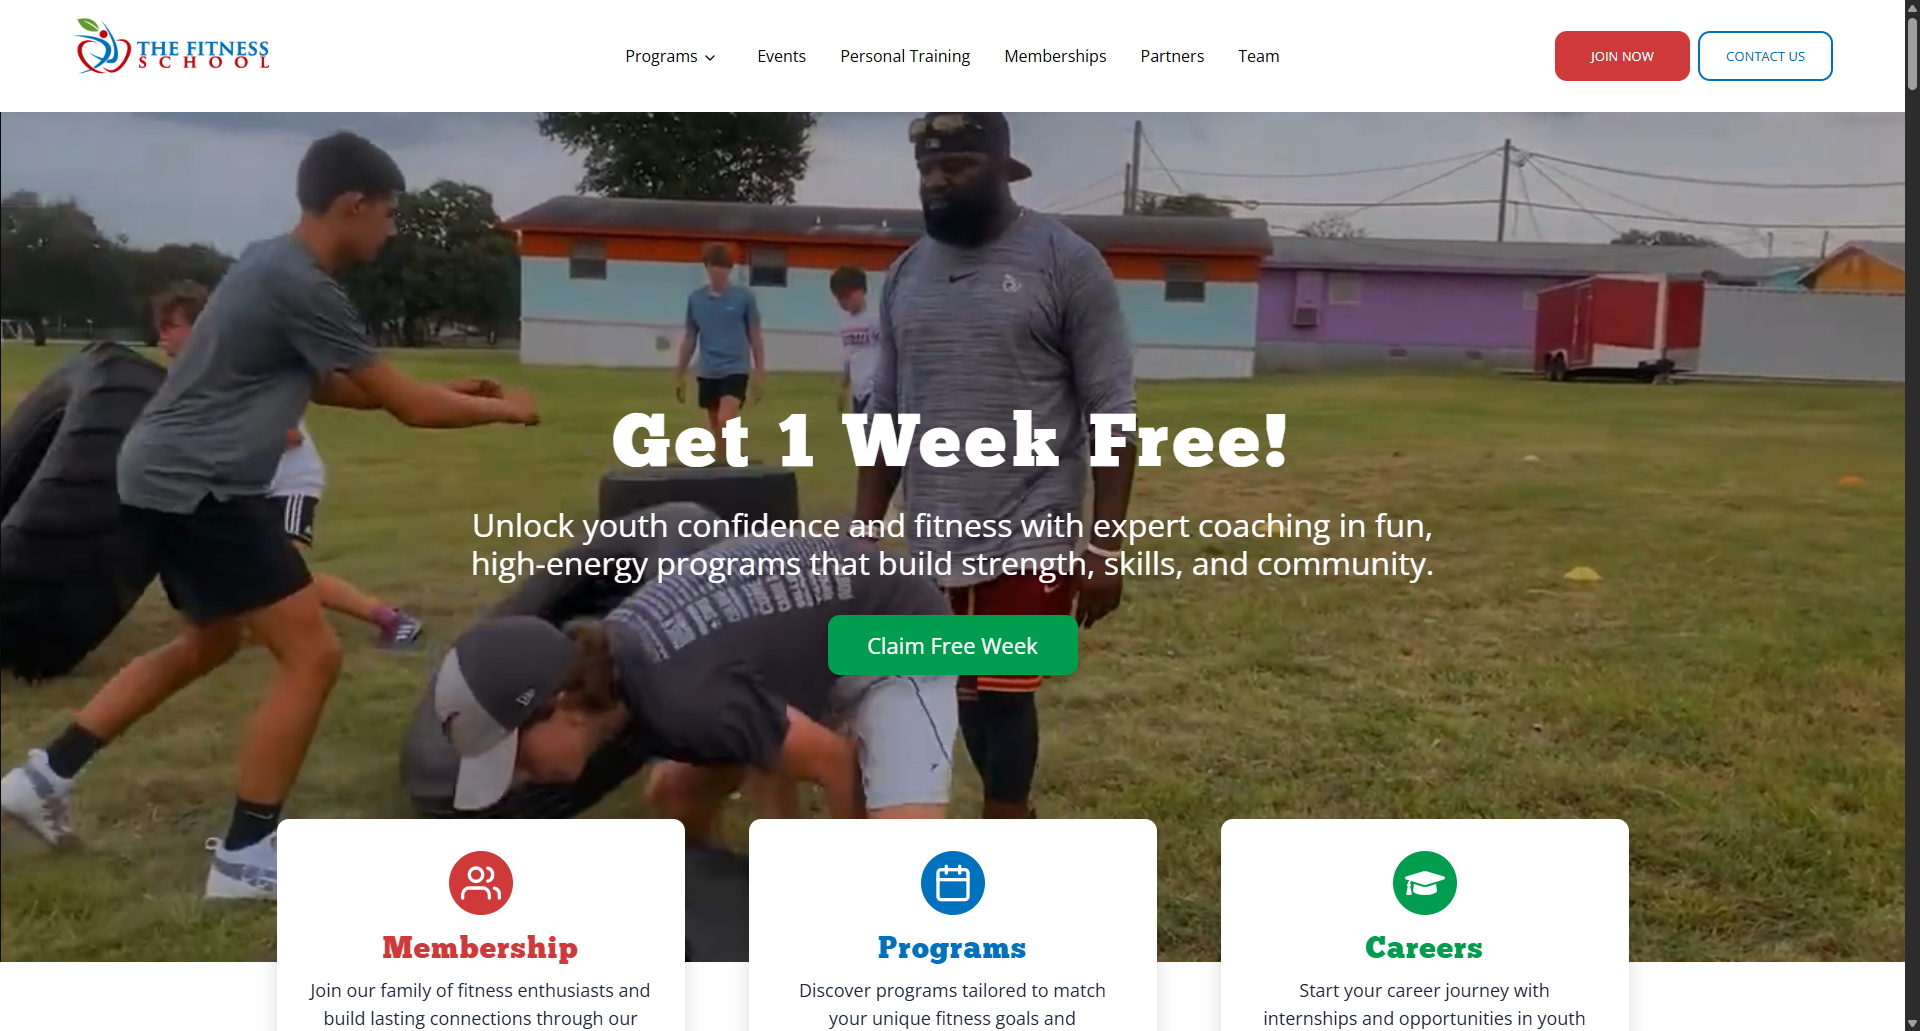 THE FITNESS
SCHOOL
Programs
Events
Personal Training
Memberships
Partners
Team
JOIN NOW
CONTACT US
Get 1 Week Free!
Unlock youth confidence and fitness with expert coaching in fun,
high-energy programs that build strength, skills, and community.
Claim Free Week
Membership
Join our family of fitness enthusiasts and
build lasting connections through our
Programs
Discover programs tailored to match
your unique fitness goals and
Careers
Start your career journey with
internships and opportunities in youth